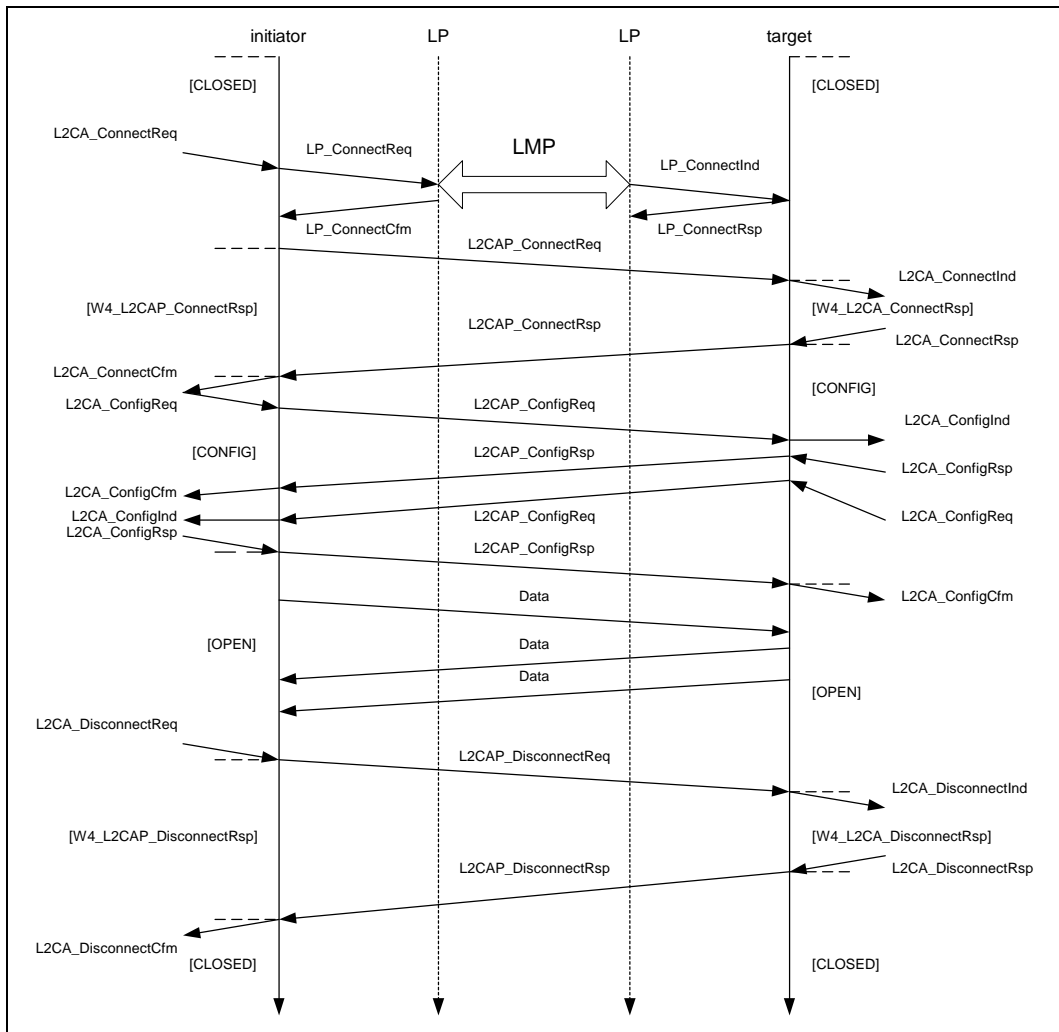 initiator LP LP target
[CLOSED] [CLOSED]
L2CA_ConnectReq
LP_ConnectReq LMP LP_ConnectInd
LP_ConnectCfm LP_ConnectRsp
L2CAP_ConnectReq
L2CA_ConnectInd
[W4_L2CAP_ConnectRsp] [W4_L2CA_ConnectRsp]
L2CAP_ConnectRsp
L2CA_ConnectRsp
L2CA_ConnectCfm
[CONFIG]
L2CA_ConfigReq L2CAP_ConfigReq
L2CA_ConfigInd
[CONFIG] L2CAP_ConfigRsp
L2CA_ConfigRsp
L2CA_ConfigCfm
L2CA_ConfigInd L2CAP_ConfigReq L2CA_ConfigReq
L2CA_ConfigRsp
L2CAP_ConfigRsp
Data L2CA_ConfigCfm
[OPEN] Data
Data
[OPEN]
L2CA_DisconnectReq
L2CAP_DisconnectReq
L2CA_DisconnectInd
[W4_L2CAP_DisconnectRsp] [W4_L2CA_DisconnectRsp]
L2CAP_DisconnectRsp L2CA_DisconnectRsp
L2CA_DisconnectCfm
[CLOSED] [CLOSED]